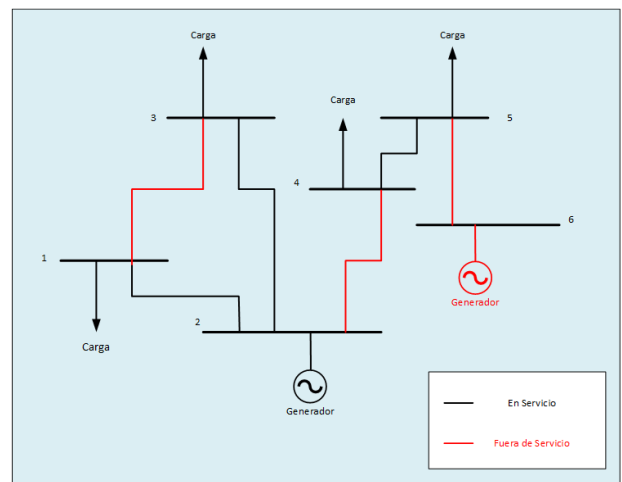 Carga
Carga
3
5
Carga
4
6
1
Generador
2
Carga
Generador
En Servicio
Fuera de Servicio